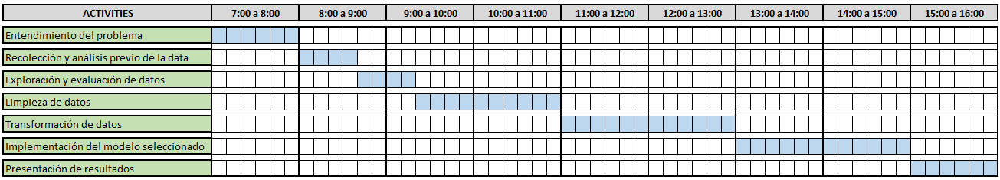 ACTIVITIES 7:00 a 8:00 8:00 a 9:00 9:00 a 10:00 10:00 a 11:00 11:00 a 12:00 12:00 a 13:00 13:00 a 14:00 14:00 a 15:00 15:00 a 16:00
Entendimiento del problema
Recolección y análisis previo de la data
Exploración y evaluación de datos
Limpieza de datos
Transformación de datos
Implementación del modelo seleccionado
Presentación de resultados